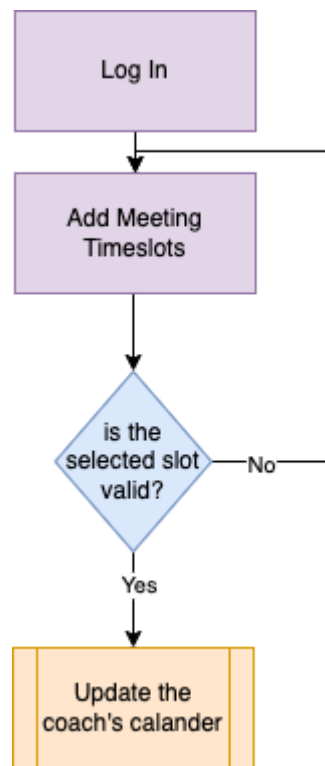 Log In
Add Meeting
Timeslots
is the
selected slot
valid?
No
Yes
Update the
coach's calander